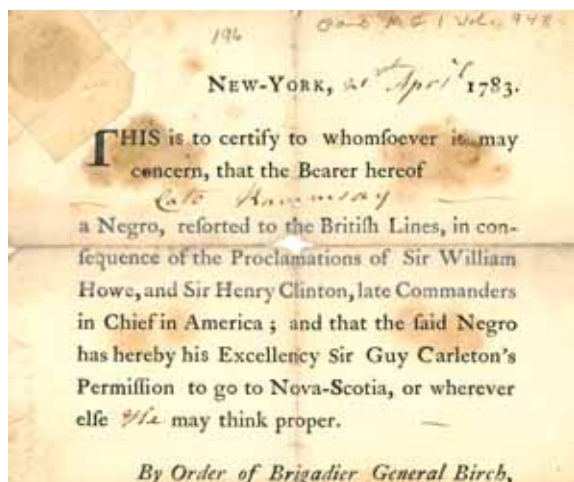 196
NEW-YORK, 21st April 1783.
THIS is to certify to whomſoever it may
concern, that the Bearer hereof
Cato Rammsay
a Negro, reſorted to the Britiſh Lines, in con-
ſequence of the Proclamations of Sir William
Howe, and Sir Henry Clinton, late Commanders
in Chief in America ; and that the ſaid Negro
has hereby his Excellency Sir Guy Carleton's
Permiſſion to go to Nova-Scotia, or wherever
elſe He may think proper.
By Order of Brigadier General Birch,